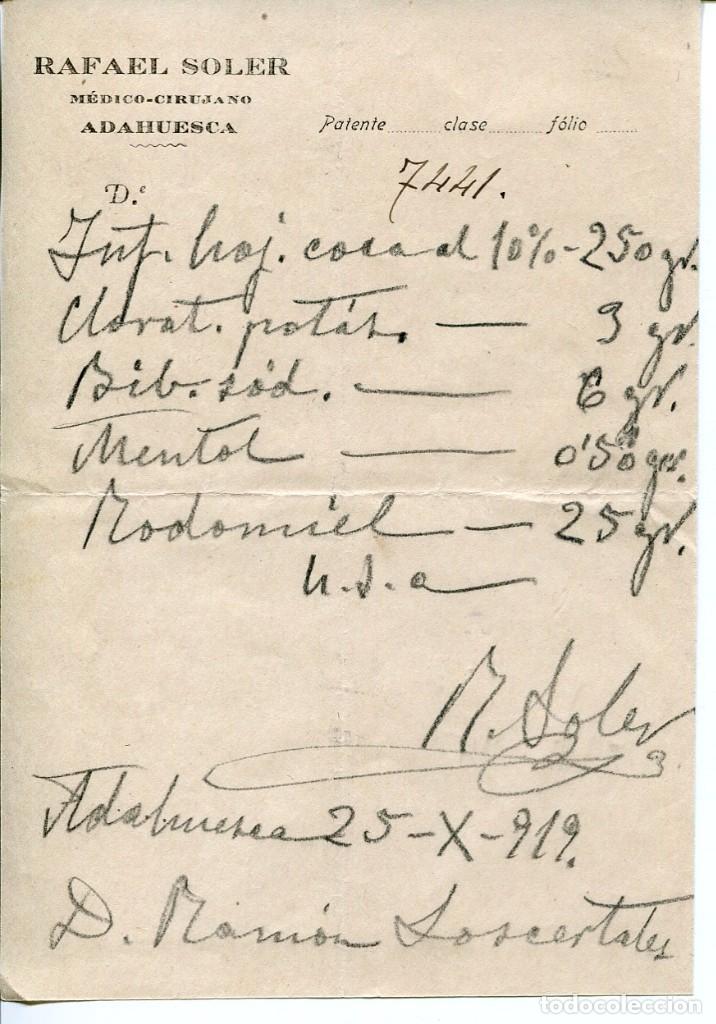 RAFAEL SOLER
MÉDICO-CIRUJANO
ADAHUESCA
Patente........clase........fólio........
7441.
D.e
Inf. hoj. coca al 10%-250 gr.
Clorat. potás. — 3 gr.
Bib. sód. — 6 gr.
Mentol — 0'50 gr.
Rodomiel — 25 gr.
h.s.a —
R. Soler
Adahuesca 25-X-919.
D. Ramón Loscertales
todocoleccion